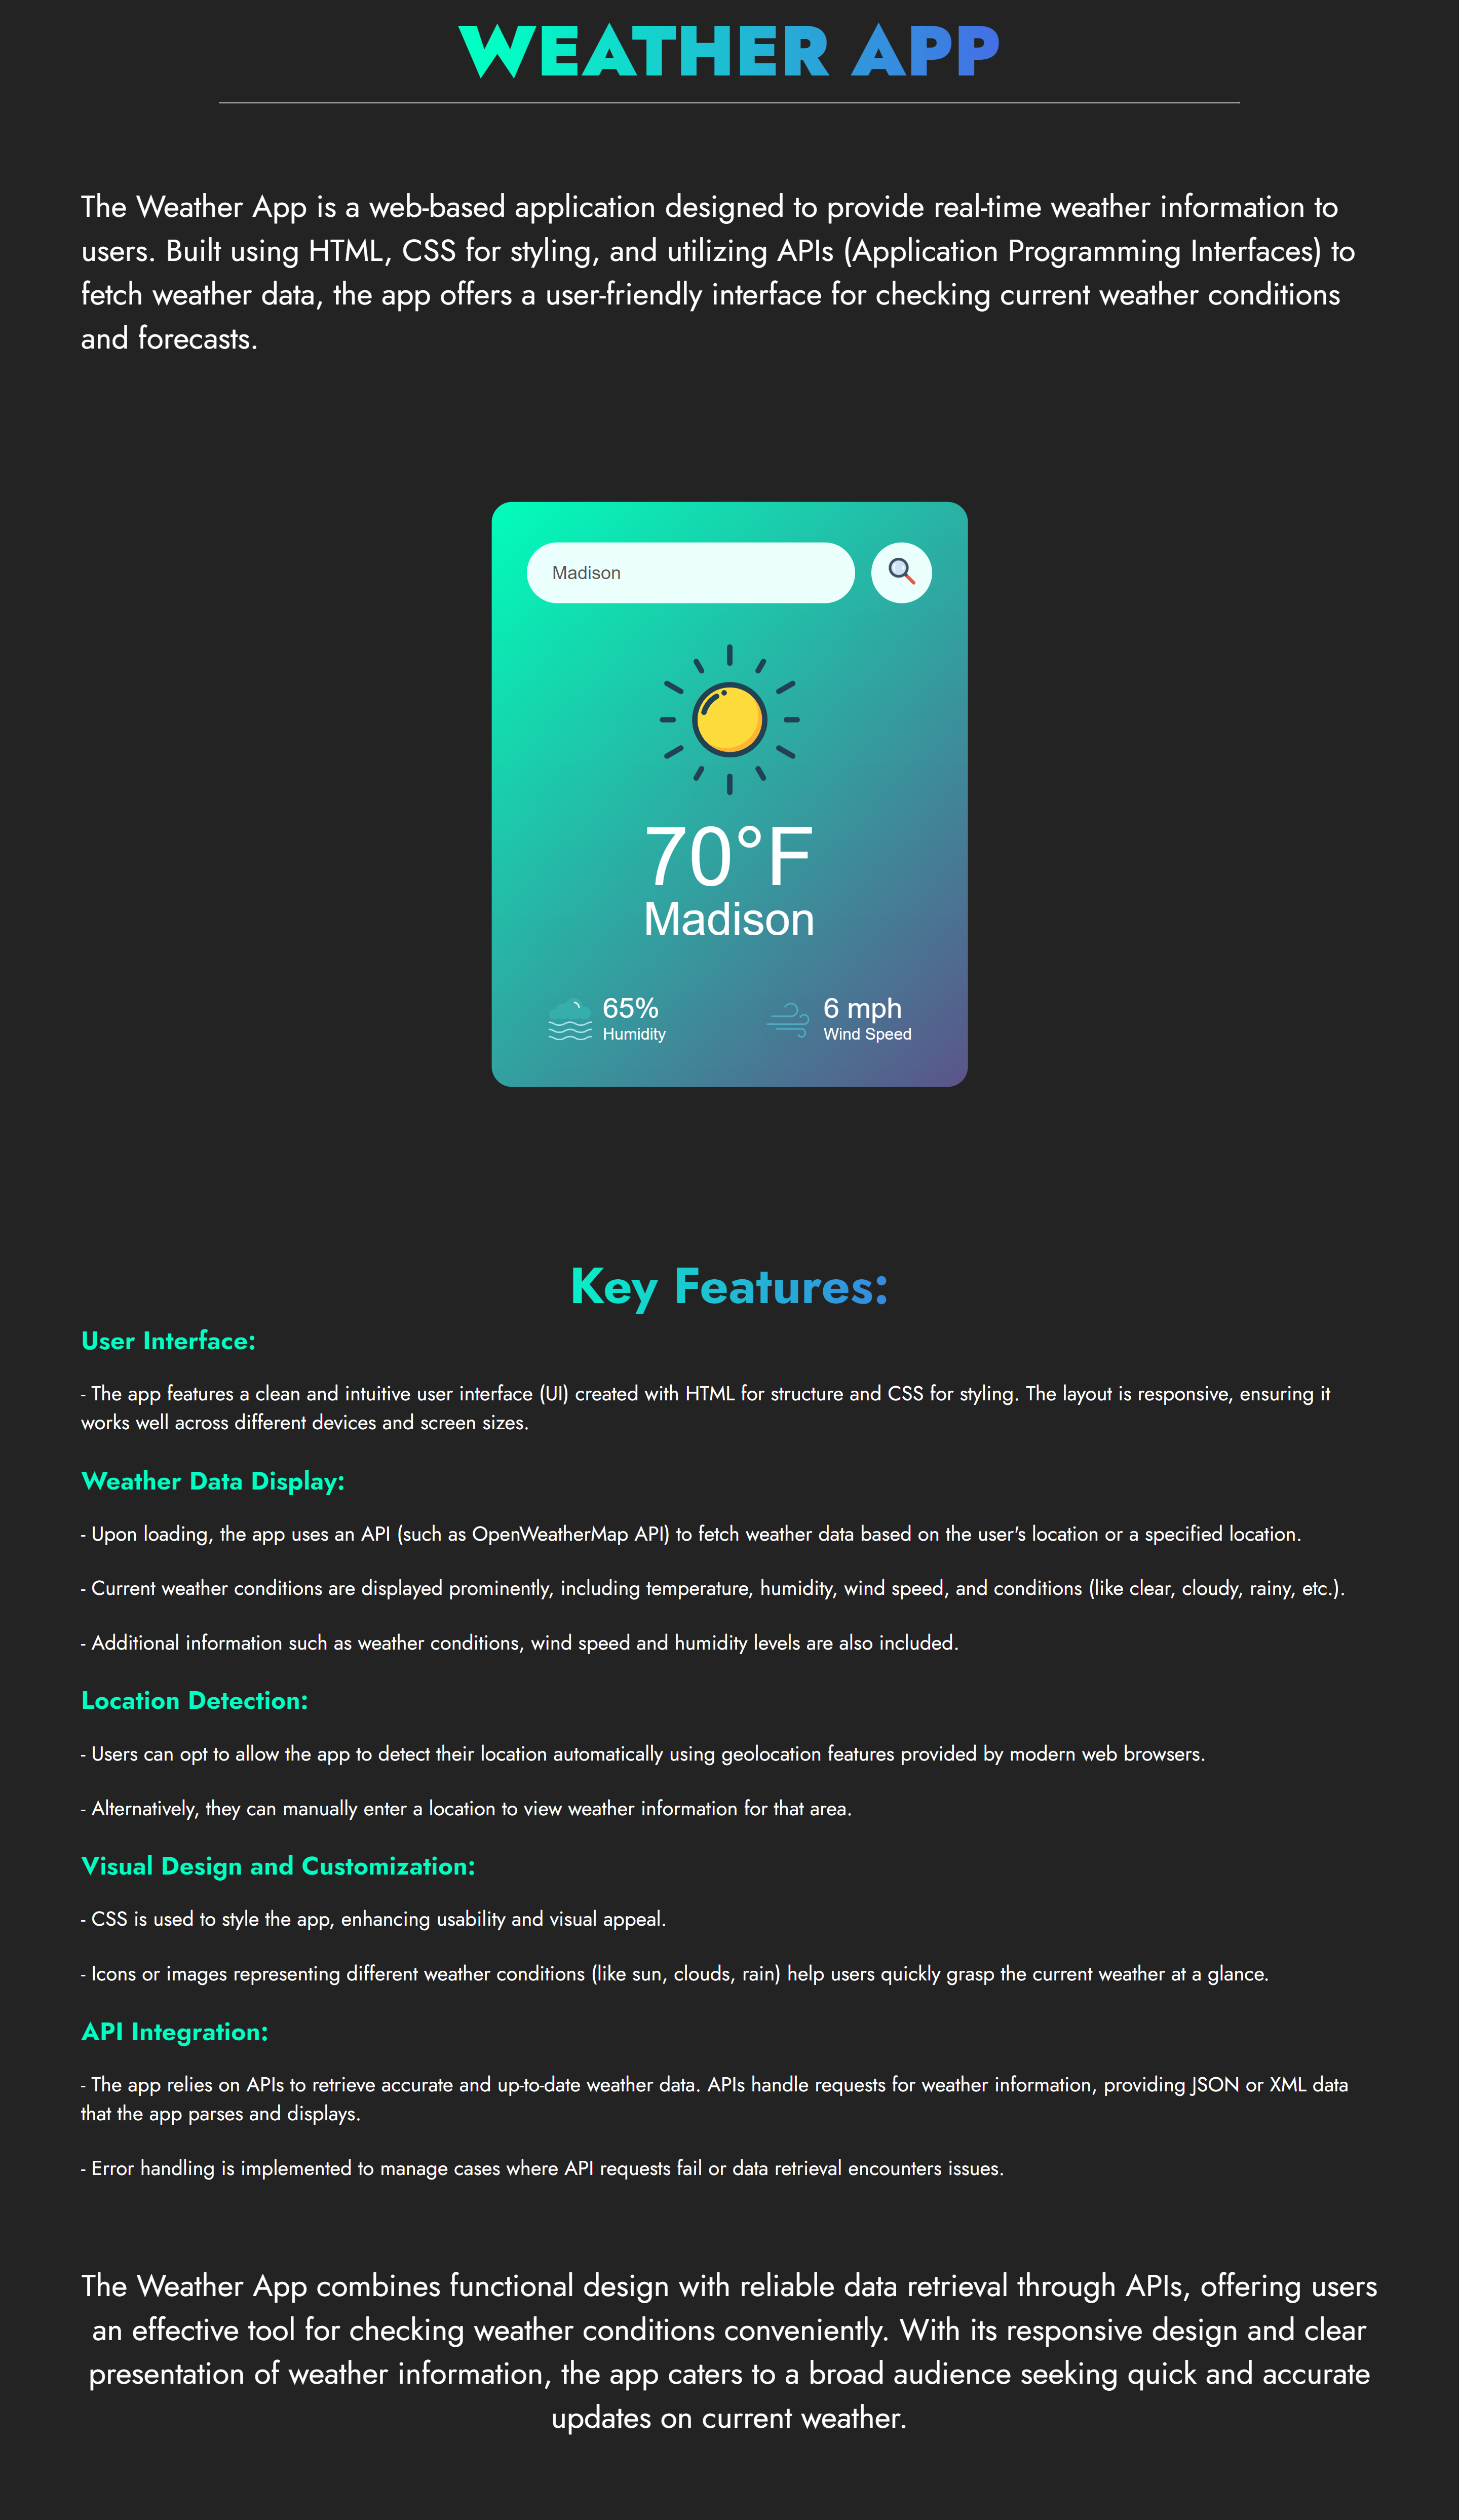 WEATHER APP
The Weather App is a web-based application designed to provide real-time weather information to
users. Built using HTML, CSS for styling, and utilizing APIs (Application Programming Interfaces) to
fetch weather data, the app offers a user-friendly interface for checking current weather conditions
and forecasts.
Madison
70°F
Madison
65%
Humidity
6 mph
Wind Speed
Key Features:
User Interface:
- The app features a clean and intuitive user interface (UI) created with HTML for structure and CSS for styling. The layout is responsive, ensuring it
works well across different devices and screen sizes.
Weather Data Display:
- Upon loading, the app uses an API (such as OpenWeatherMap API) to fetch weather data based on the user's location or a specified location.
- Current weather conditions are displayed prominently, including temperature, humidity, wind speed, and conditions (like clear, cloudy, rainy, etc.).
- Additional information such as weather conditions, wind speed and humidity levels are also included.
Location Detection:
- Users can opt to allow the app to detect their location automatically using geolocation features provided by modern web browsers.
- Alternatively, they can manually enter a location to view weather information for that area.
Visual Design and Customization:
- CSS is used to style the app, enhancing usability and visual appeal.
- Icons or images representing different weather conditions (like sun, clouds, rain) help users quickly grasp the current weather at a glance.
API Integration:
- The app relies on APIs to retrieve accurate and up-to-date weather data. APIs handle requests for weather information, providing JSON or XML data
that the app parses and displays.
- Error handling is implemented to manage cases where API requests fail or data retrieval encounters issues.
The Weather App combines functional design with reliable data retrieval through APIs, offering users
an effective tool for checking weather conditions conveniently. With its responsive design and clear
presentation of weather information, the app caters to a broad audience seeking quick and accurate
updates on current weather.